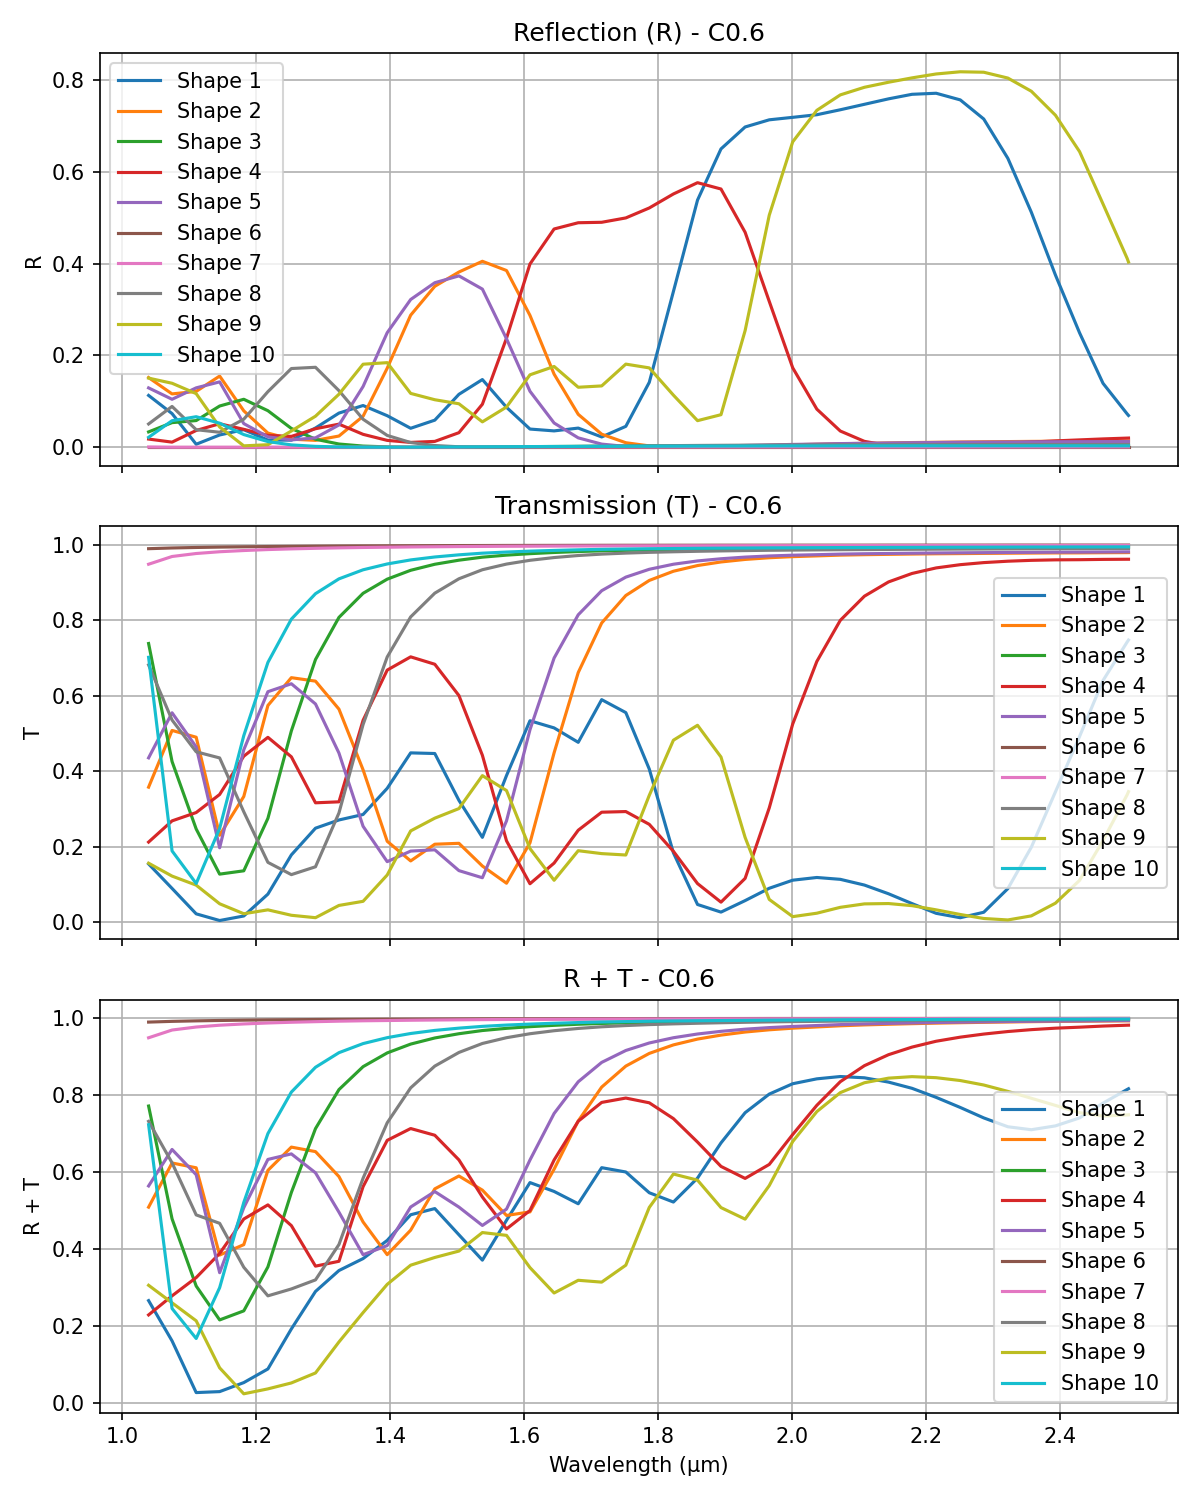 Reflection (R) - C0.6
0.8
0.6
0.4
0.2
0.0
R
Shape 1
Shape 2
Shape 3
Shape 4
Shape 5
Shape 6
Shape 7
Shape 8
Shape 9
Shape 10
Transmission (T) - C0.6
1.0
0.8
0.6
0.4
0.2
0.0
T
Shape 1
Shape 2
Shape 3
Shape 4
Shape 5
Shape 6
Shape 7
Shape 8
Shape 9
Shape 10
R + T - C0.6
1.0
0.8
0.6
0.4
0.2
0.0
R + T
Shape 1
Shape 2
Shape 3
Shape 4
Shape 5
Shape 6
Shape 7
Shape 8
Shape 9
Shape 10
1.0 1.2 1.4 1.6 1.8 2.0 2.2 2.4
Wavelength (μm)